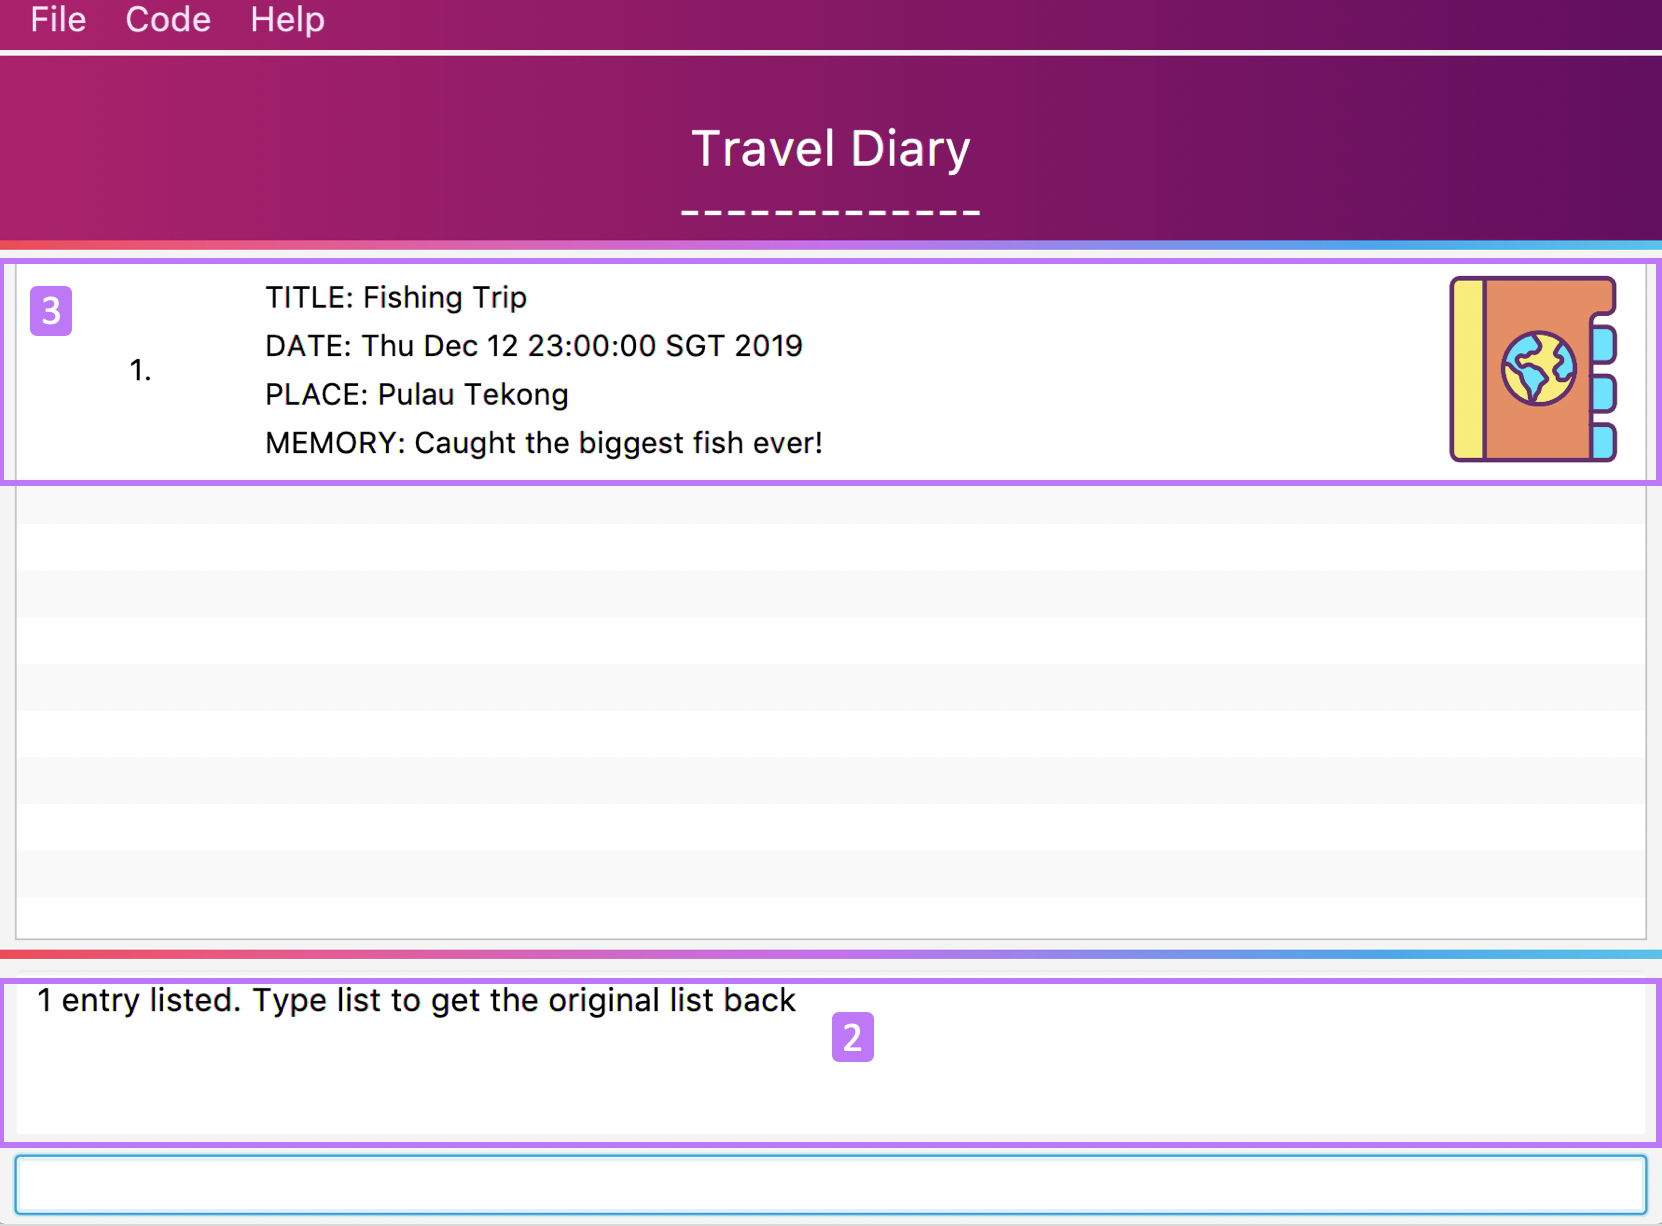 File Code Help
Travel Diary
-------------
3
TITLE: Fishing Trip
DATE: Thu Dec 12 23:00:00 SGT 2019
1.
PLACE: Pulau Tekong
MEMORY: Caught the biggest fish ever!
1 entry listed. Type list to get the original list back
2